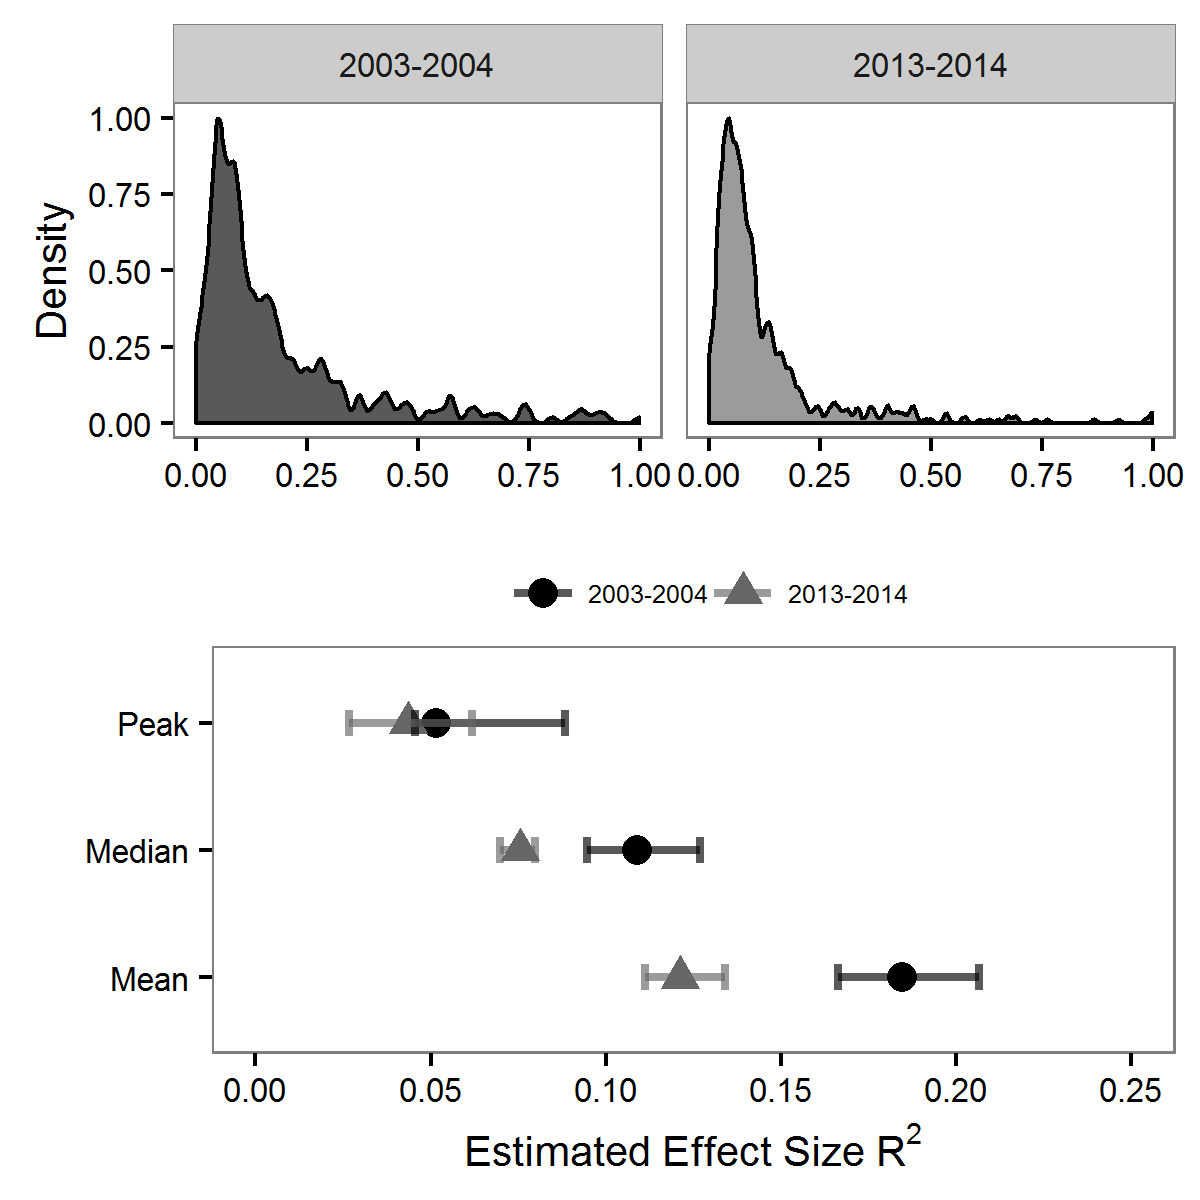 2003-2004 2013-2014
Density
1.00
0.75
0.50
0.25
0.00
0.00 0.25 0.50 0.75 1.00 0.00 0.25 0.50 0.75 1.00
2003-2004 2013-2014
Peak
Median
Mean
0.00 0.05 0.10 0.15 0.20 0.25
Estimated Effect Size R²